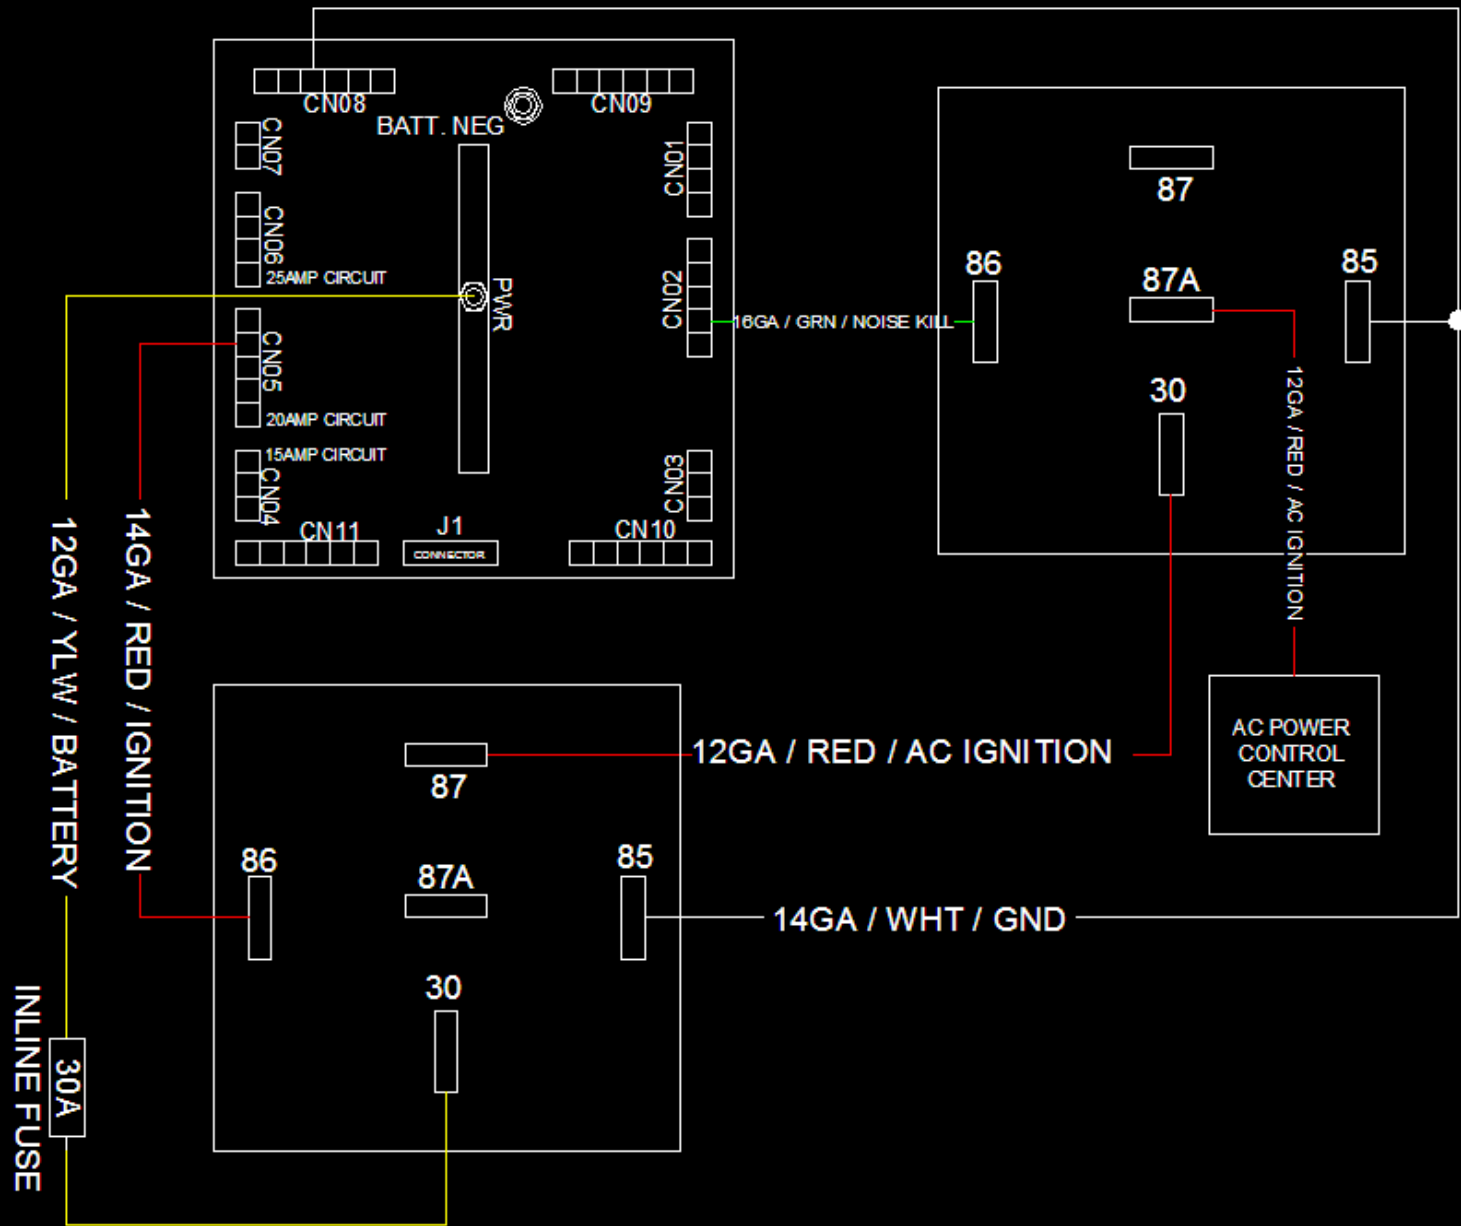 CN08
CN09
BATT. NEG
CN07
CN01
CN06
25AMP CIRCUIT
PWR
CN02
CN05
20AMP CIRCUIT
15AMP CIRCUIT
CN04
CN03
CN11
J1
CONNECTOR
CN10
16GA / GRN / NOISE KILL
87
86
87A
85
30
12GA / RED / AC IGNITION
AC POWER
CONTROL
CENTER
12GA / YLW / BATTERY
14GA / RED / IGNITION
12GA / RED / AC IGNITION
87
86
87A
85
14GA / WHT / GND
30
INLINE FUSE
30A